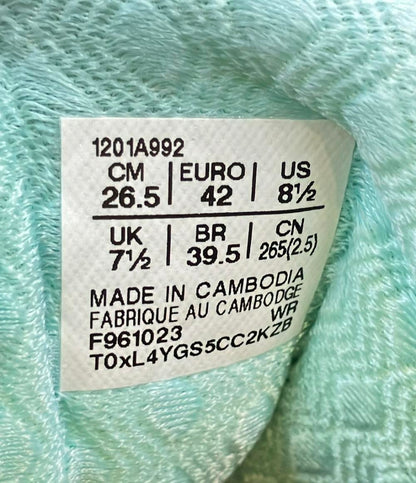 1201A992
CM | EURO | US
26.5 | 42 | 8½
UK | BR | CN
7½ | 39.5 | 265(2.5)
MADE IN CAMBODIA
FABRIQUE AU CAMBODGE
F961023 WR
T0xL4YGS5CC2KZB